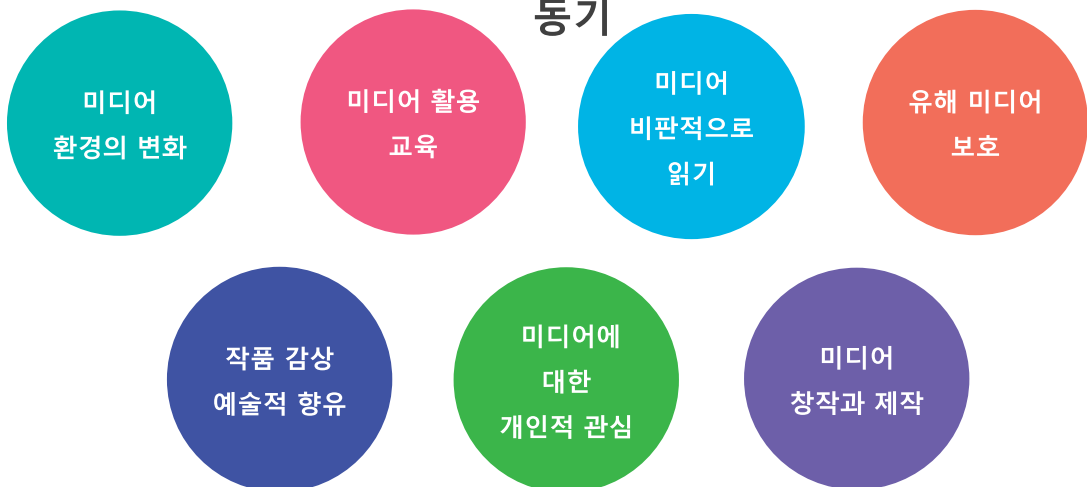 동기
미디어
환경의 변화
미디어 활용
교육
미디어
비판적으로
읽기
유해 미디어
보호
작품 감상
예술적 향유
미디어에
대한
개인적 관심
미디어
창작과 제작